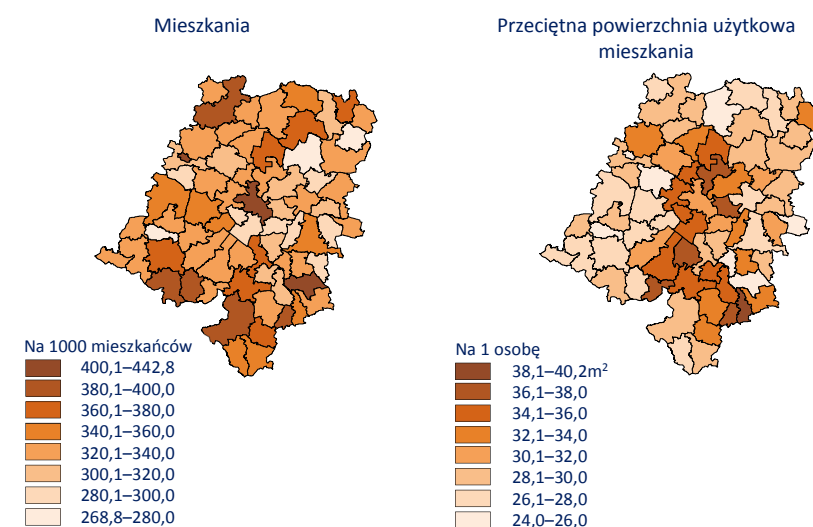 Mieszkania
Na 1000 mieszkańców
400,1–442,8
380,1–400,0
360,1–380,0
340,1–360,0
320,1–340,0
300,1–320,0
280,1–300,0
268,8–280,0
Przeciętna powierzchnia użytkowa
mieszkania
Na 1 osobę
38,1–40,2m²
36,1–38,0
34,1–36,0
32,1–34,0
30,1–32,0
28,1–30,0
26,1–28,0
24,0–26,0